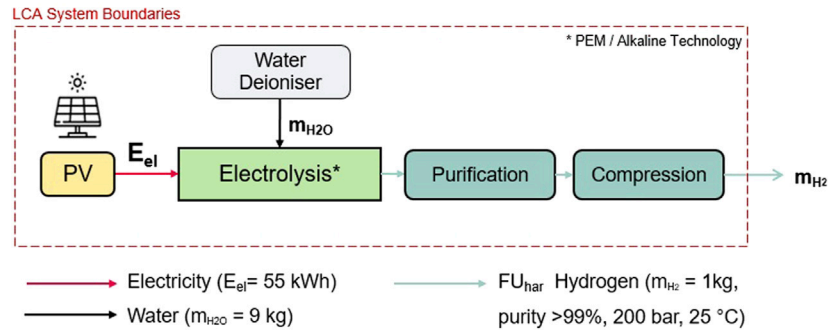 LCA System Boundaries
* PEM / Alkaline Technology
Water
Deioniser
mH2O
Eel
PV
Electrolysis*
Purification
Compression
mH2
Electricity (Eel= 55 kWh)
FUhar Hydrogen (mH2 = 1kg,
Water (mH2O = 9 kg)
purity >99%, 200 bar, 25 °C)